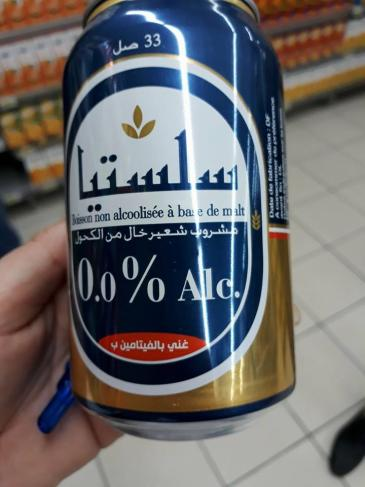 33 صل
سلستيا
Boisson non alcoolisée à base de malt
مشروب شعير خال من الكحول
0.0% Alc.
غني بالفيتامين ب
Date de fabrication : DF